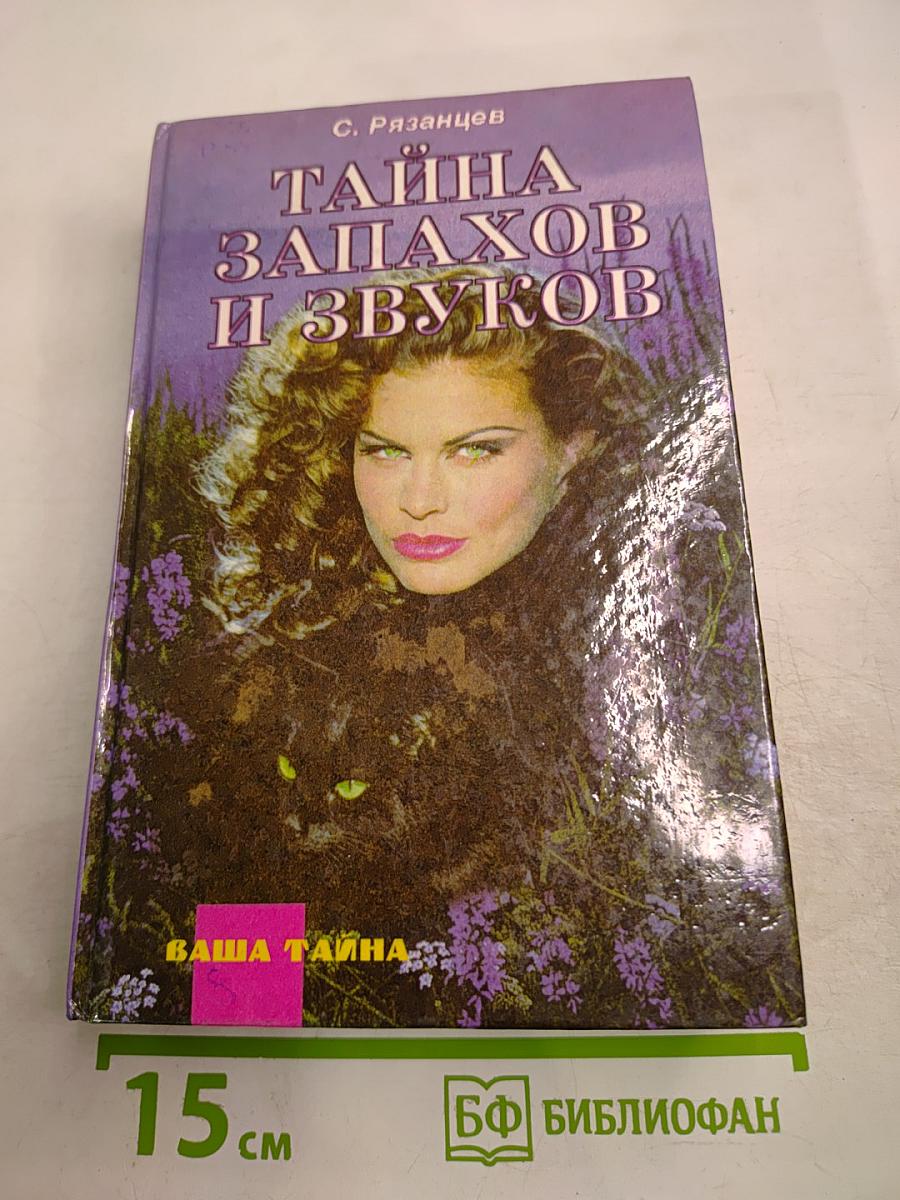 С. Рязанцев
ТАЙНА
ЗАПАХОВ
И ЗВУКОВ
ВАША ТАЙНА
15 см
БФ БИБЛИОФАН